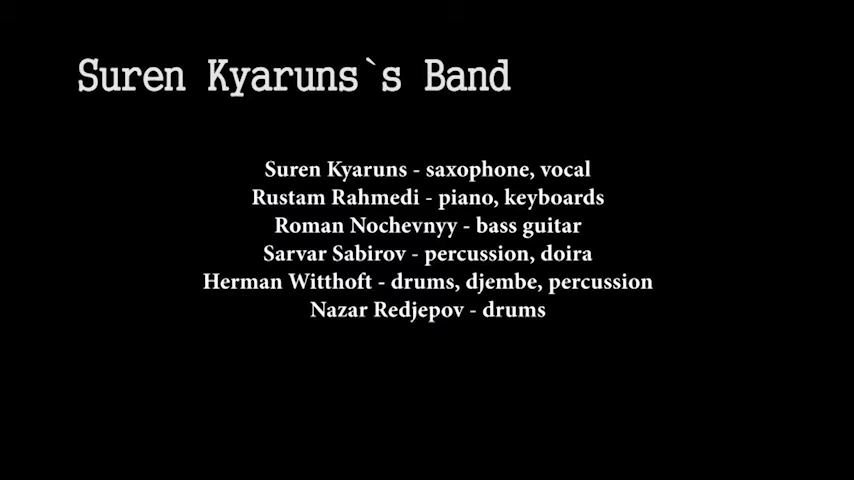 Suren Kyaruns`s Band
Suren Kyaruns - saxophone, vocal
Rustam Rahmedi - piano, keyboards
Roman Nochevnyy - bass guitar
Sarvar Sabirov - percussion, doira
Herman Witthoft - drums, djembe, percussion
Nazar Redjepov - drums